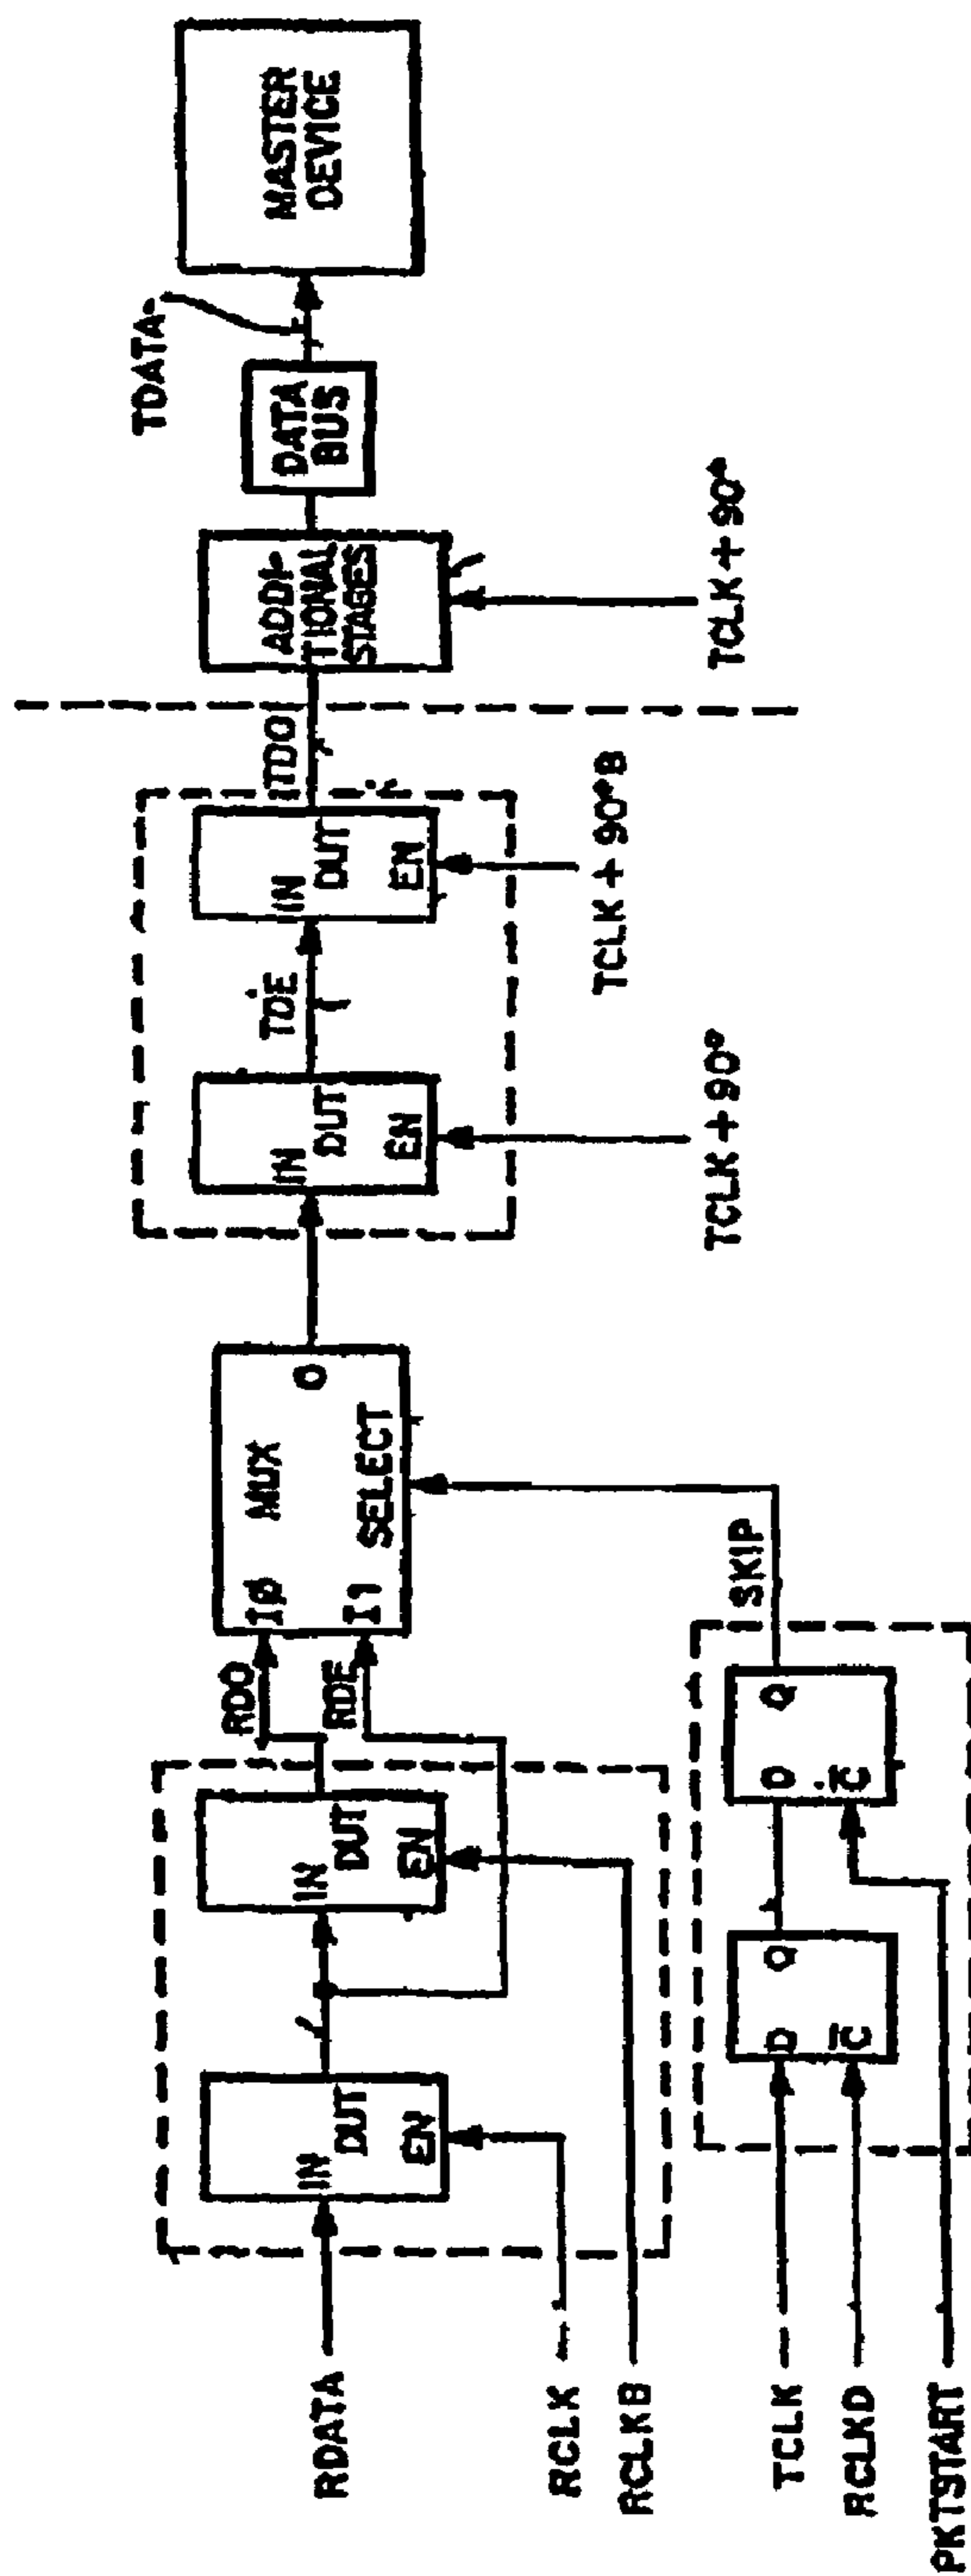 RDATA
RCLK
RCLKB
IN
OUT
EN
IN
OUT
EN
RDO
RDE
IØ
I1
MUX
O
SELECT
TCLK
RCLKD
PKTSTART
D
Q
C̅
D
Q
C̅
SKIP
IN
OUT
EN
TDE
IN
OUT
EN
TCLK + 90°
TCLK + 90°B
TDO
ADDI-
TIONAL
STAGES
TCLK + 90°
DATA
BUS
TDATA
MASTER
DEVICE